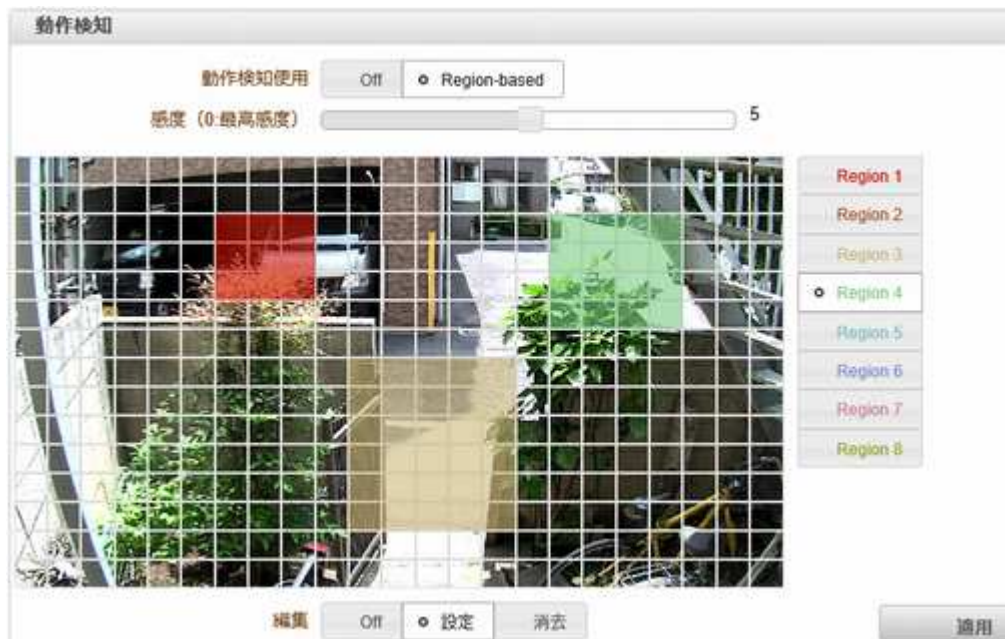 動作検知
動作検知使用 Off Region-based
感度（0:最高感度） 5
Region 1
Region 2
Region 3
Region 4
Region 5
Region 6
Region 7
Region 8
編集 Off 設定 消去
適用